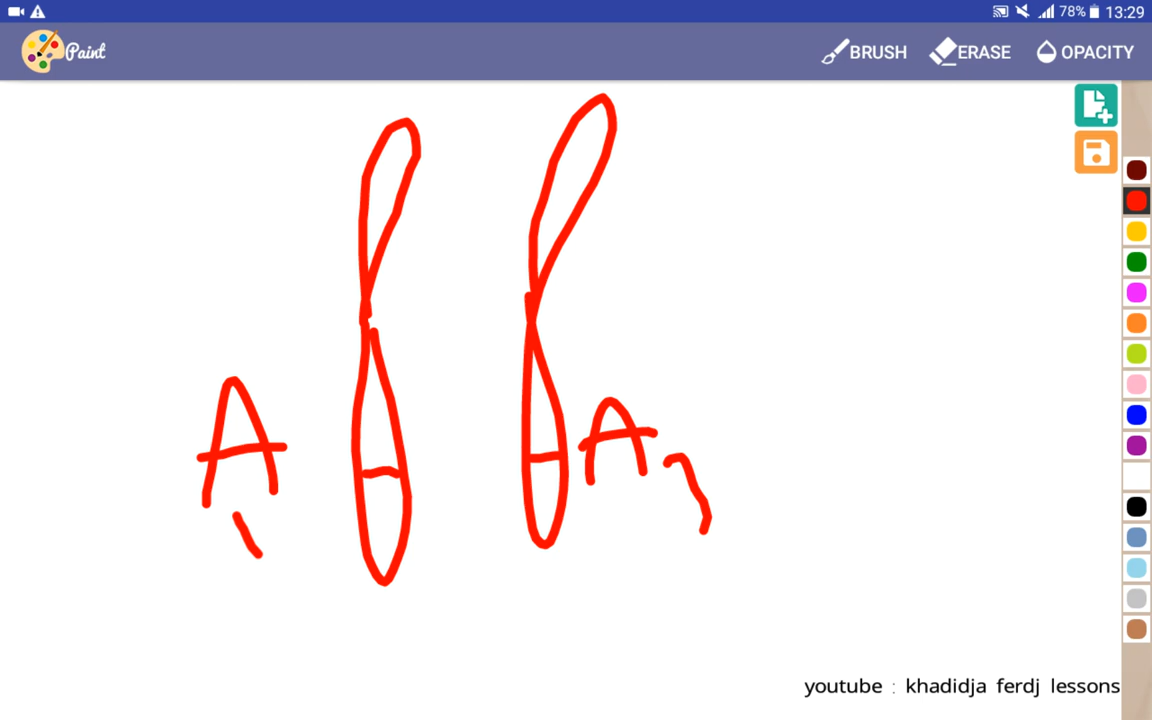 13:29
78%
Paint
BRUSH
ERASE
OPACITY
A
A
youtube : khadidja ferdj lessons